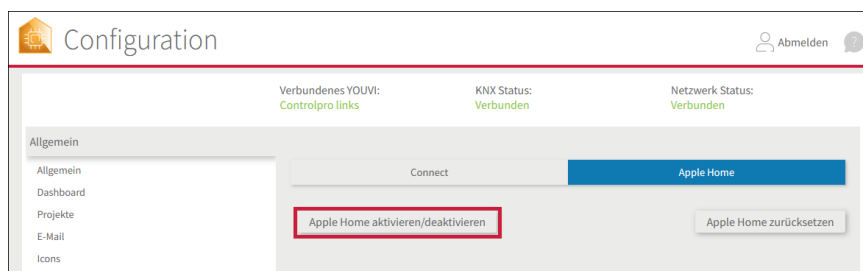 Configuration
Abmelden
?
Verbundenes YOUVI: KNX Status: Netzwerk Status:
Controlpro links Verbunden Verbunden
Allgemein
Allgemein
Connect Apple Home
Dashboard
Projekte
Apple Home aktivieren/deaktivieren Apple Home zurücksetzen
E-Mail
Icons